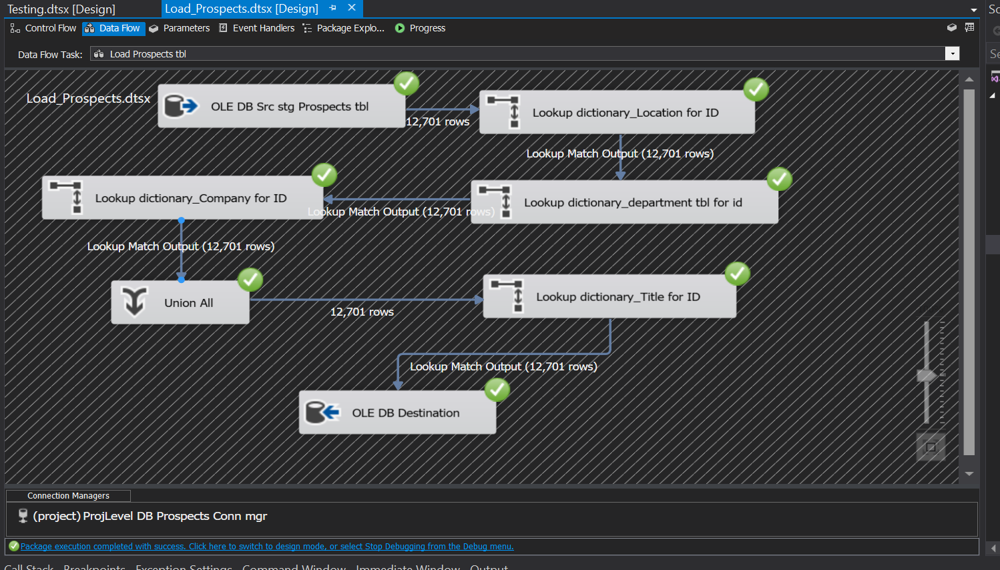 Testing.dtsx [Design]
Load_Prospects.dtsx [Design]
Control Flow
Data Flow
Parameters
Event Handlers
Package Explo...
Progress
Data Flow Task:
Load Prospects tbl
Load_Prospects.dtsx
OLE DB Src stg Prospects tbl
12,701 rows
Lookup dictionary_Location for ID
Lookup Match Output (12,701 rows)
Lookup dictionary_Company for ID
Lookup Match Output (12,701 rows)
Lookup dictionary_department tbl for id
Lookup Match Output (12,701 rows)
Union All
12,701 rows
Lookup dictionary_Title for ID
Lookup Match Output (12,701 rows)
OLE DB Destination
Connection Managers
(project) ProjLevel DB Prospects Conn mgr
Package execution completed with success. Click here to switch to design mode, or select Stop Debugging from the Debug menu.
Call Stack
Breakpoints
Exception Settings
Command Window
Immediate Window
Output